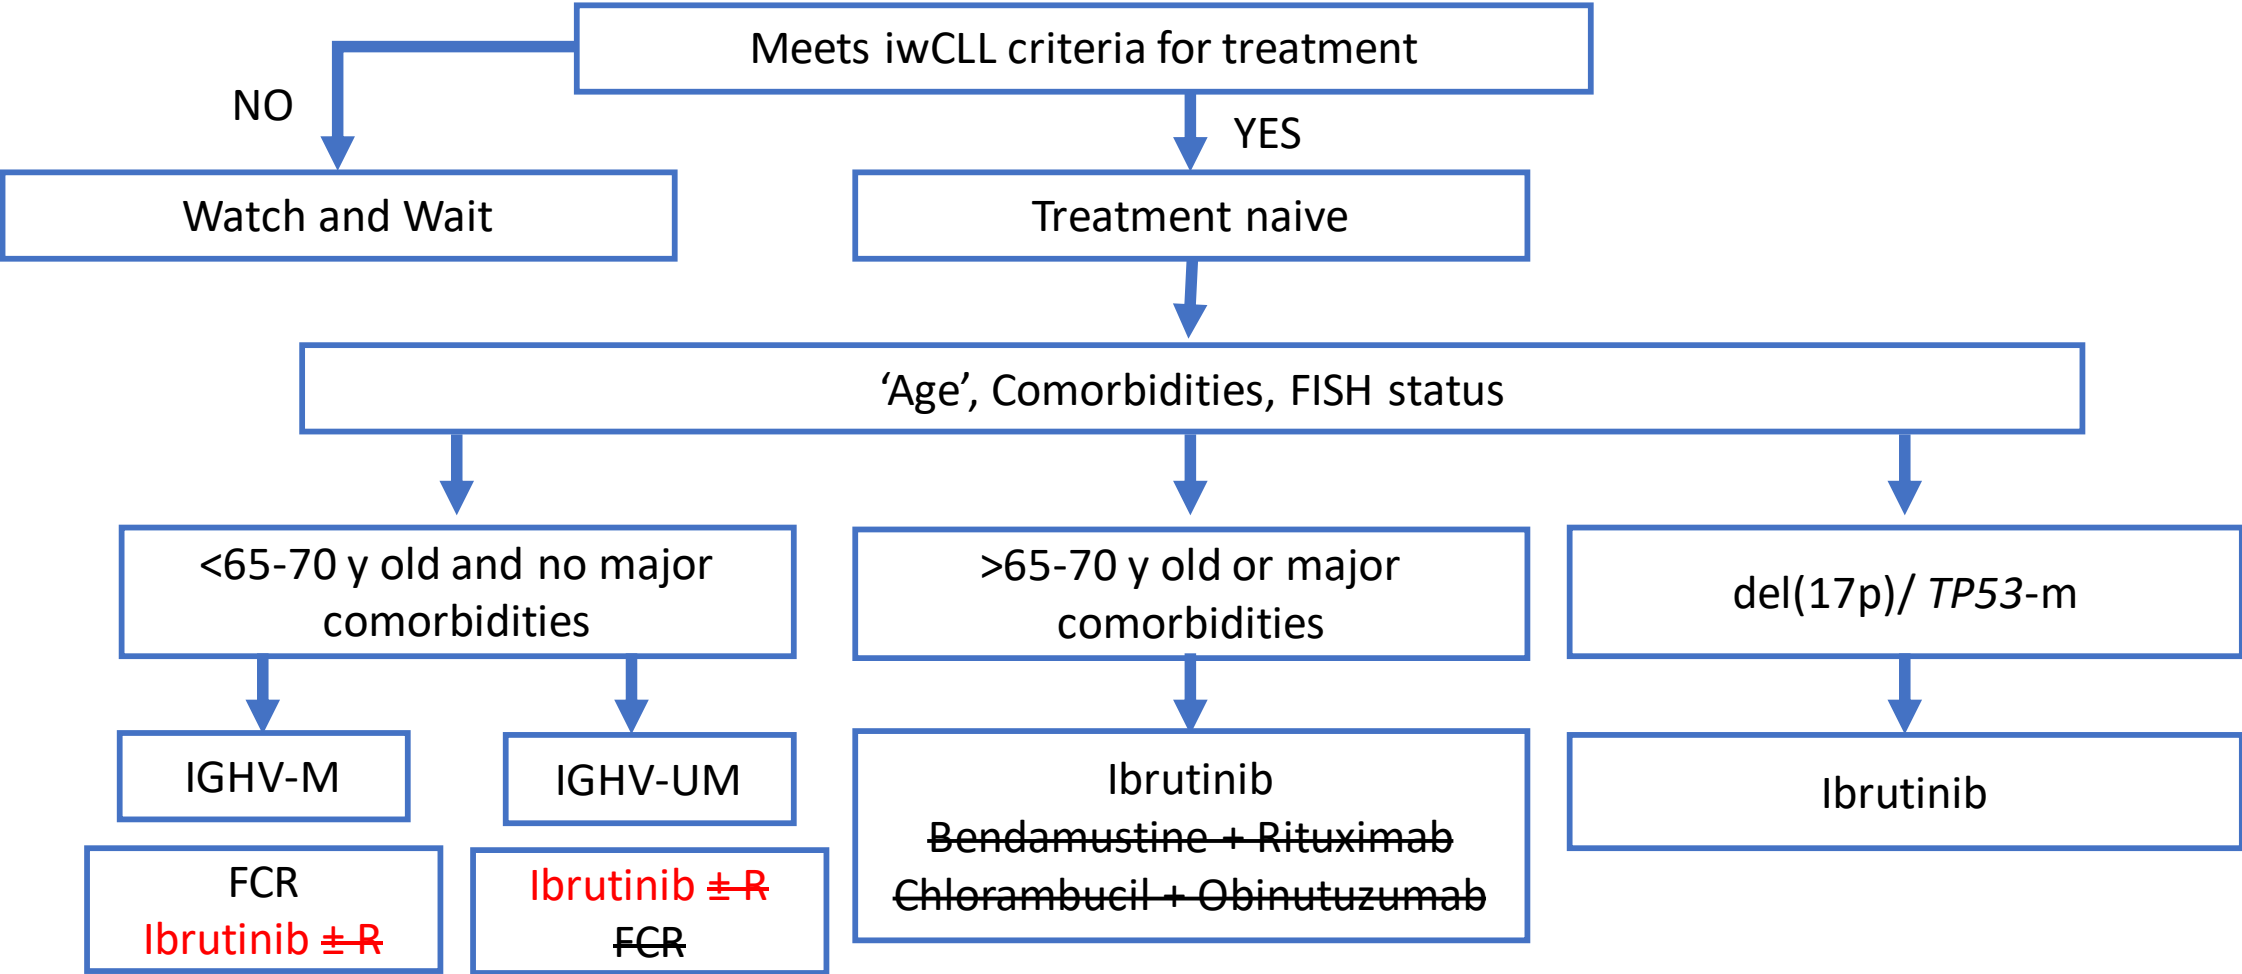 Meets iwCLL criteria for treatment
NO
YES
Watch and Wait
Treatment naive
‘Age’, Comorbidities, FISH status
<65-70 y old and no major
comorbidities
>65-70 y old or major
comorbidities
del(17p)/ TP53-m
IGHV-M
IGHV-UM
FCR
Ibrutinib ± R
Ibrutinib ± R
FCR
Ibrutinib
Bendamustine + Rituximab
Chlorambucil + Obinutuzumab
Ibrutinib